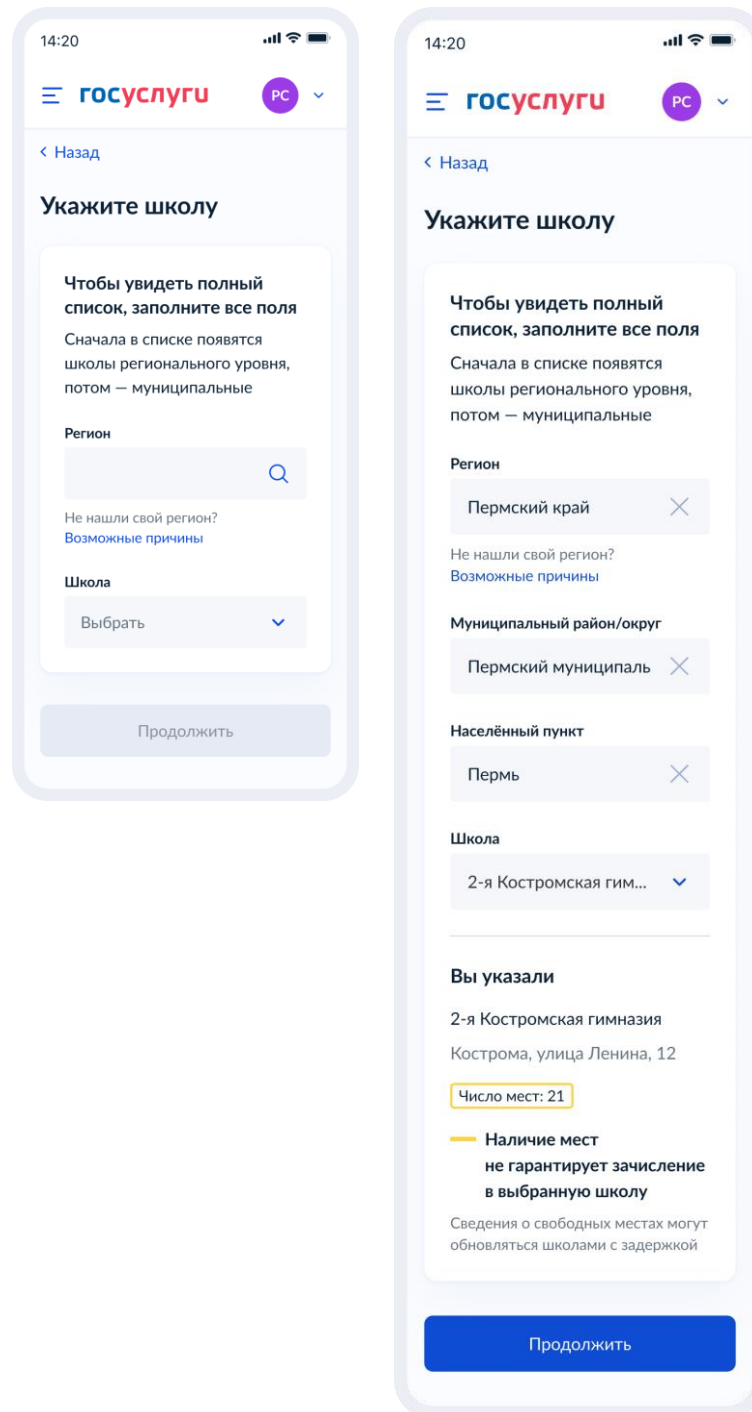 14:20
госуслуги
РС
Назад
Укажите школу
Чтобы увидеть полный
список, заполните все поля
Сначала в списке появятся
школы регионального уровня,
потом — муниципальные
Регион
Не нашли свой регион?
Возможные причины
Школа
Выбрать
Продолжить
14:20
госуслуги
РС
Назад
Укажите школу
Чтобы увидеть полный
список, заполните все поля
Сначала в списке появятся
школы регионального уровня,
потом — муниципальные
Регион
Пермский край
Не нашли свой регион?
Возможные причины
Муниципальный район/округ
Пермский муниципаль
Населённый пункт
Пермь
Школа
2-я Костромская гим...
Вы указали
2-я Костромская гимназия
Кострома, улица Ленина, 12
Число мест: 21
Наличие мест
не гарантирует зачисление
в выбранную школу
Сведения о свободных местах могут
обновляться школами с задержкой
Продолжить